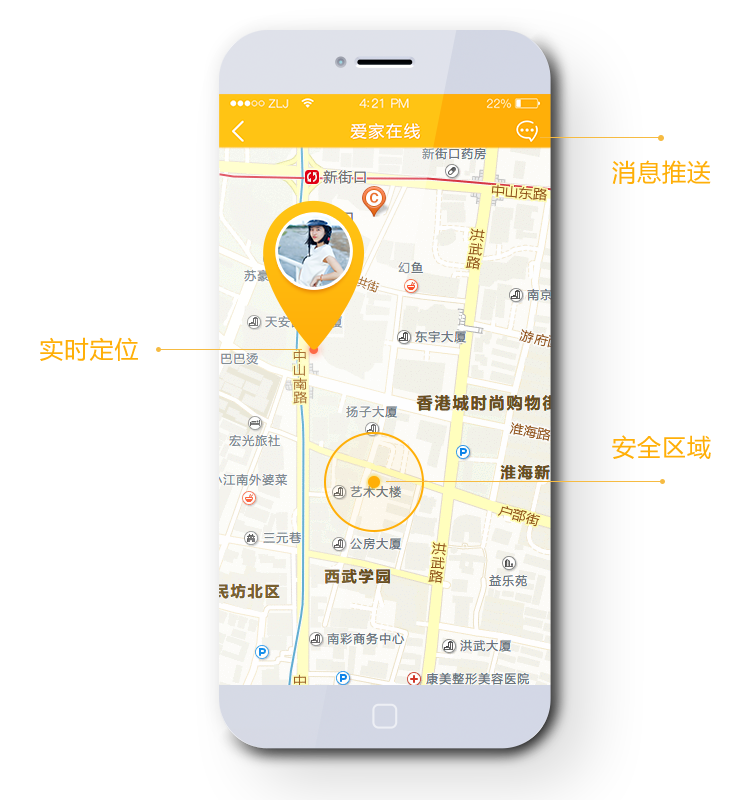 ZLJ
4:21 PM
22%
爱家在线
新街口药房
消息推送
新街口
中山东路
C
洪武路
幻鱼
苏豪
共街
南京
天安
厦
东宇大厦
游府
实时定位
中山南路
巴巴烫
香港城时尚购物街
扬子大厦
淮海路
宏光旅社
安全区域
P
淮海新
小江南外婆菜
艺术大楼
户部街
三元巷
公房大厦
洪武路
西武学园
益乐苑
民坊北区
南彩商务中心
洪武大厦
P
中
P
康美整形美容医院